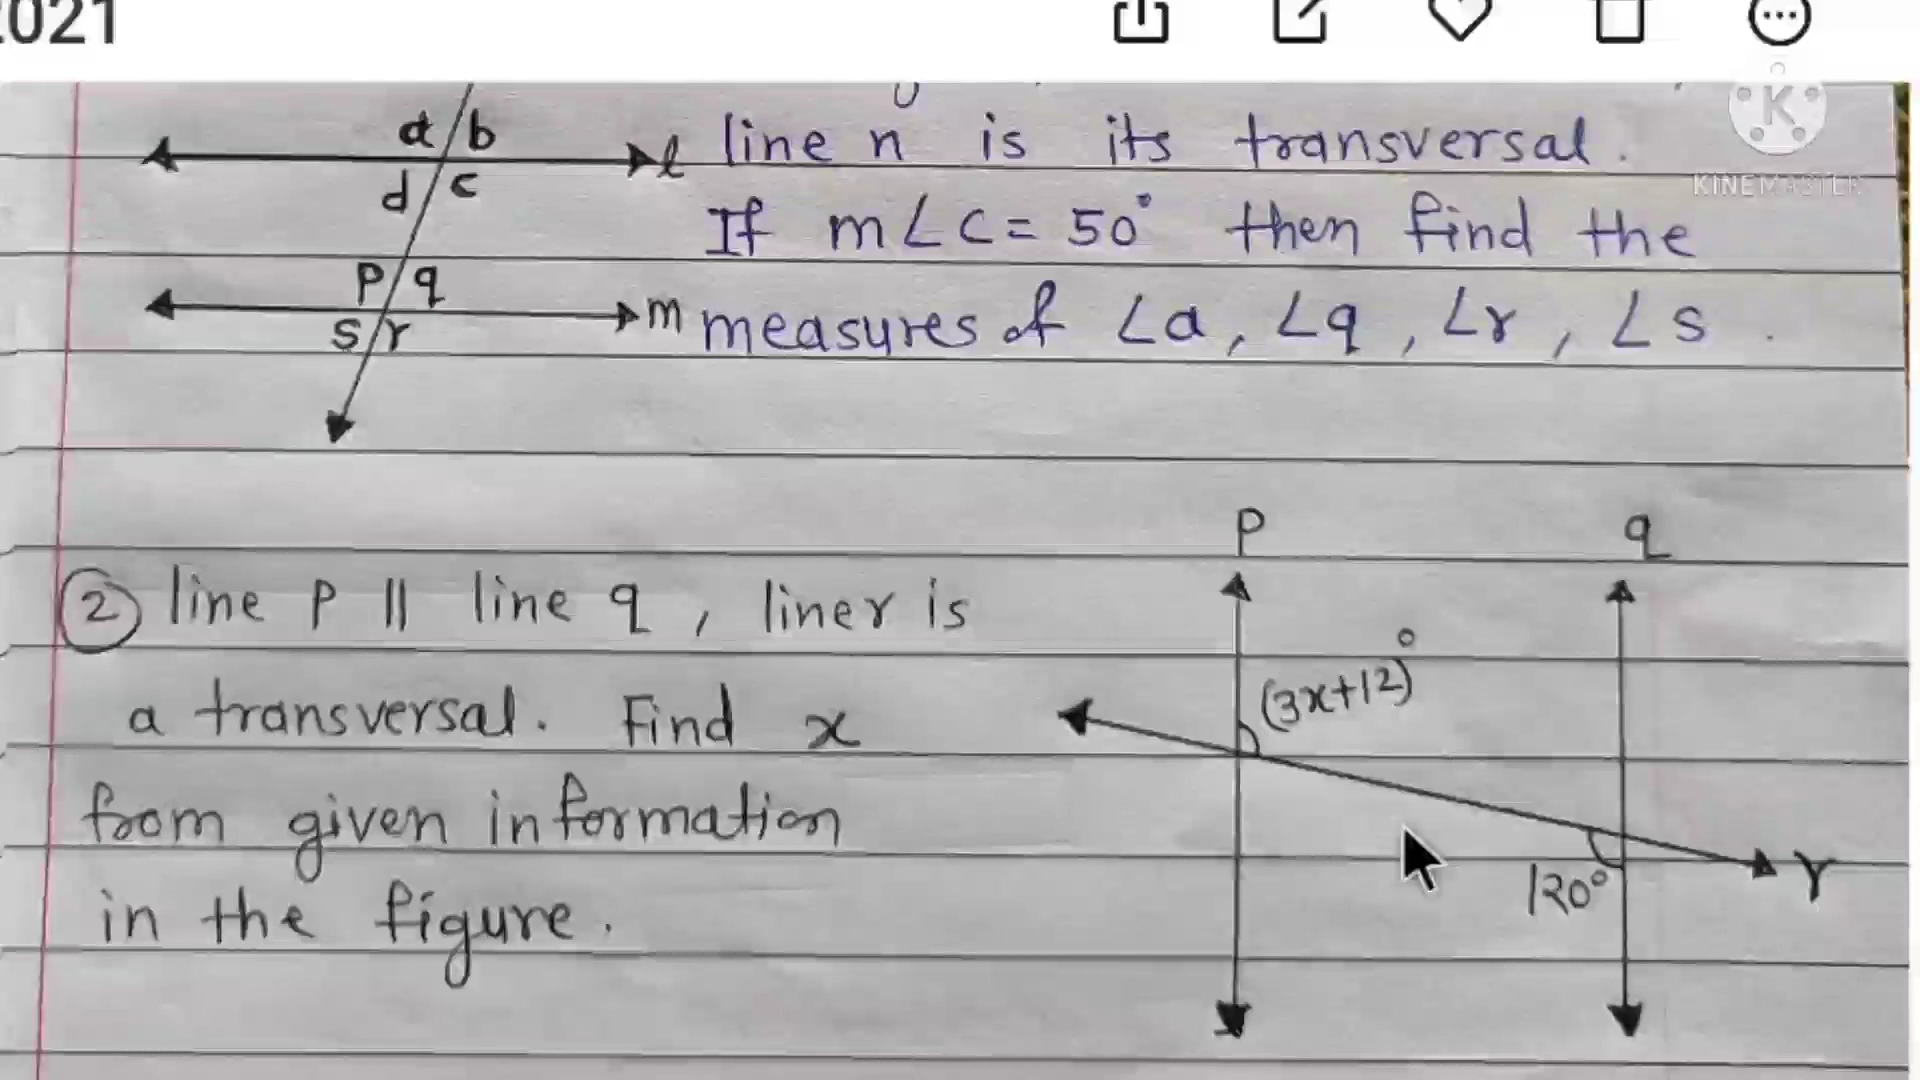 2021
a b
l
line n is its transversal.
KINEMASTER
d c
If m∠c = 50° then find the
p q
m
measures of ∠a, ∠q, ∠r, ∠s.
s r
p q
② line p || line q, line r is
(3x+12)°
a transversal. Find x
from given information
120° r
in the figure.